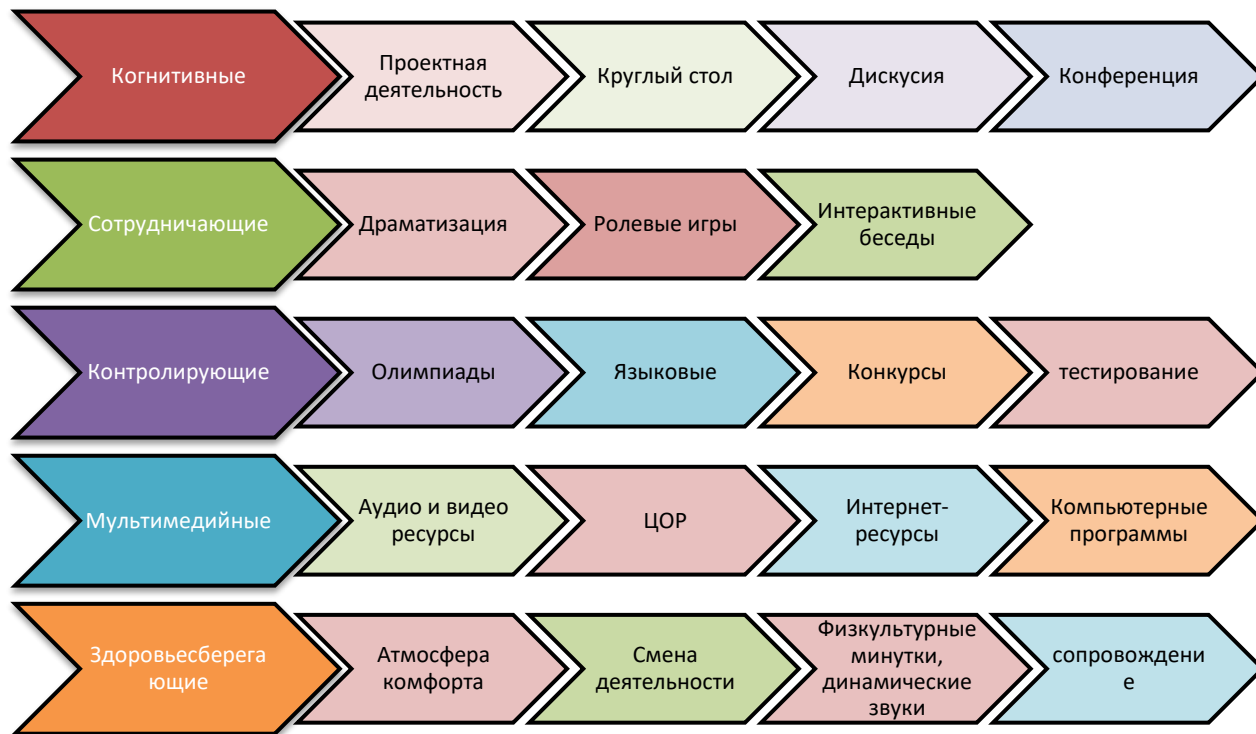 Когнитивные
Проектная
деятельность
Круглый стол
Дискусия
Конференция
Сотрудничающие
Драматизация
Ролевые игры
Интерактивные
беседы
Контролирующие
Олимпиады
Языковые
Конкурсы
тестирование
Мультимедийные
Аудио и видео
ресурсы
ЦОР
Интернет-
ресурсы
Компьютерные
программы
Здоровьесберега
ющие
Атмосфера
комфорта
Смена
деятельности
Физкультурные
минутки,
динамические
звуки
сопровождени
е